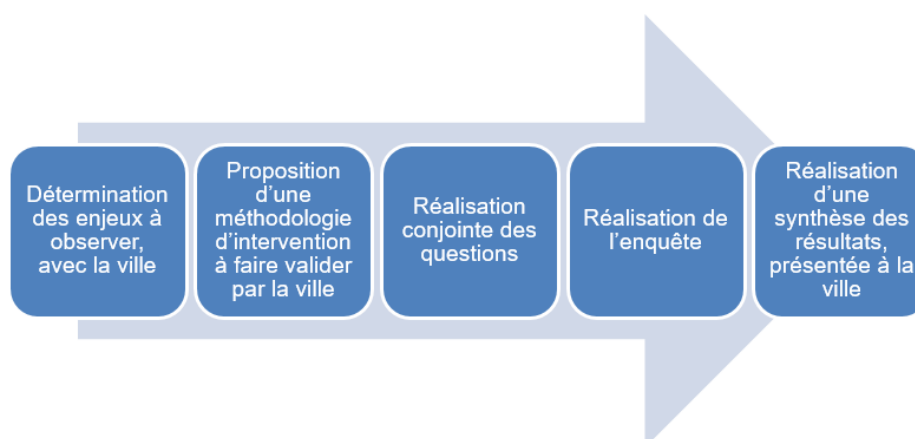 Détermination
des enjeux à
observer,
avec la ville
Proposition
d’une
méthodologie
d’intervention
à faire valider
par la ville
Réalisation
conjointe des
questions
Réalisation de
l’enquête
Réalisation
d’une
synthèse des
résultats,
présentée à la
ville